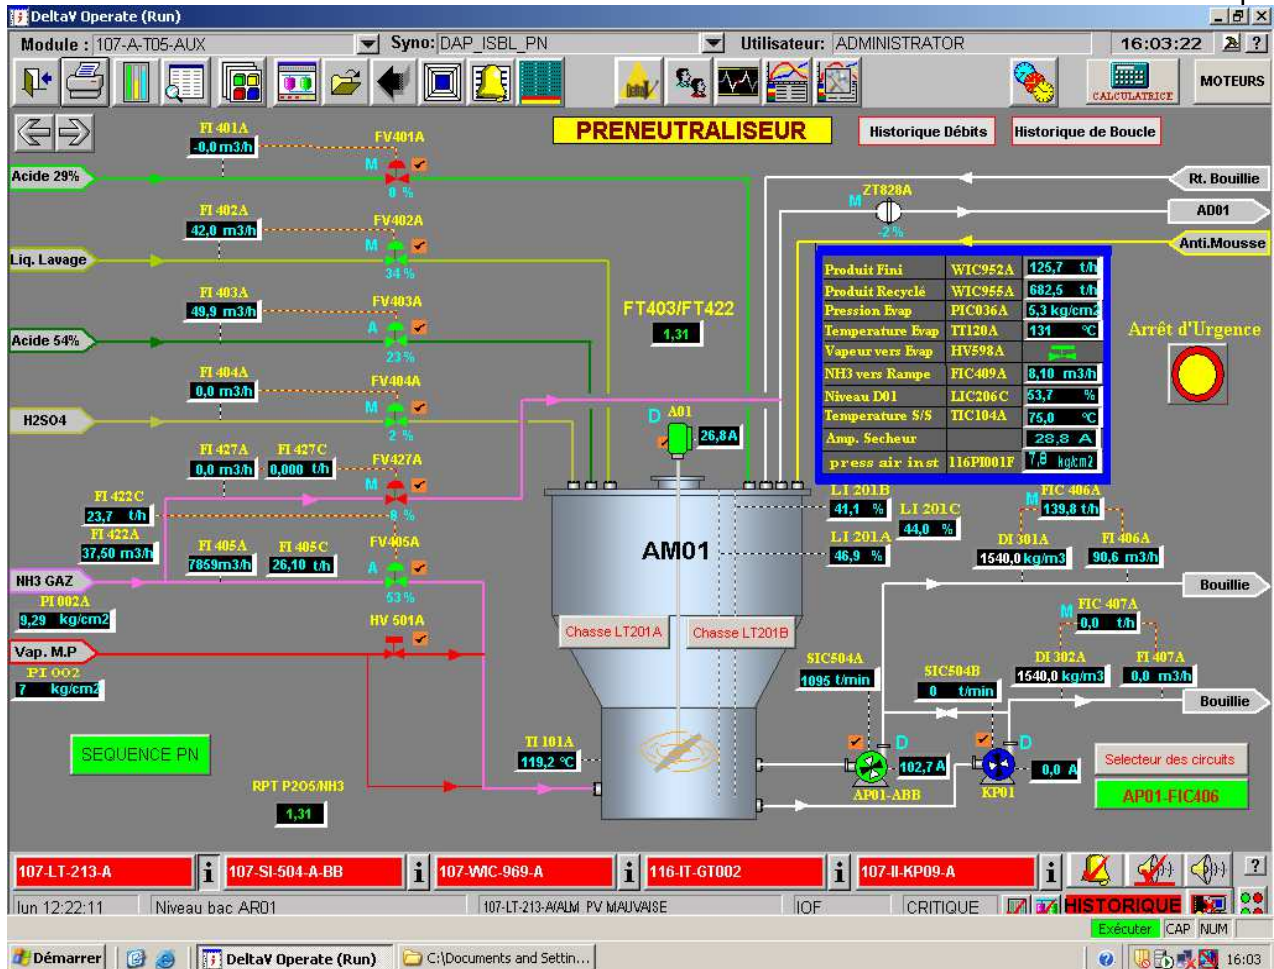 DeltaV Operate (Run)
Module : 107-A-T05-AUX Syno: DAP_ISBL_PN Utilisateur: ADMINISTRATOR 16:03:22 ?
CALCULATRICE MOTEURS
PRENEUTRALISEUR Historique Débits Historique de Boucle
FI 401A
-0,0 m3/h
FV401A
M
0 %
Acide 29%
Rt. Bouillie
ZT828A
M
-2 %
AD01
Anti.Mousse
FI 402A
42,0 m3/h
FV402A
M
34 %
Liq. Lavage
FI 403A
49,9 m3/h
FV403A
A
23 %
Acide 54%
FT403/FT422
1,31
Produit Fini WIC952A 125,7 t/h
Produit Recyclé WIC955A 682,5 t/h
Pression Evap PIC036A 5,3 kg/cm2
Temperature Evap TT120A 131 °C
Vapeur vers Evap HV598A
NH3 vers Rampe FIC409A 8,10 m3/h
Niveau D01 LIC206C 53,7 %
Temperature S/S TIC104A 75,0 °C
Amp. Secheur 28,8 A
press air inst 116PI001F 7,8 kg/cm2
Arrêt d'Urgence
FI 404A
0,0 m3/h
FV404A
M
2 %
H2SO4
D A01
26,8 A
FI 427A FI 427C
0,0 m3/h 0,000 t/h
FV427A
M
8 %
FI 422C
23,7 t/h
FI 422A
37,50 m3/h
FI 405A FI 405C
7859m3/h 26,10 t/h
FV405A
A
53 %
NH3 GAZ
PI 002A
9,29 kg/cm2
HV 501A
Vap. M.P
PI 002
7 kg/cm2
AM01
LI 201B
41,1 %
LI 201C
44,0 %
LI 201A
46,9 %
FIC 406A
M 139,8 t/h
DI 301A FI 406A
1540,0 kg/m3 90,6 m3/h
Bouillie
FIC 407A
M 0,0 t/h
DI 302A FI 407A
1540,0 kg/m3 0,0 m3/h
Bouillie
Chasse LT201A Chasse LT201B
SIC504A
1095 t/min
SIC504B
0 t/min
SEQUENCE PN
TI 101A
119,2 °C
D 102,7 A
AP01-ABB
D 0,0 A
KP01
Selecteur des circuits
AP01-FIC406
RPT P2O5/NH3
1,31
107-LT-213-A i 107-SI-504-A-BB i 107-WIC-969-A i 116-IT-GT002 i 107-II-KP09-A i ?
lun 12:22:11 Niveau bac AR01 107-LT-213-A/ALM PV MAUVAISE IOF CRITIQUE HISTORIQUE
Exécuter CAP NUM
Démarrer DeltaV Operate (Run) C:\Documents and Settin... 16:03